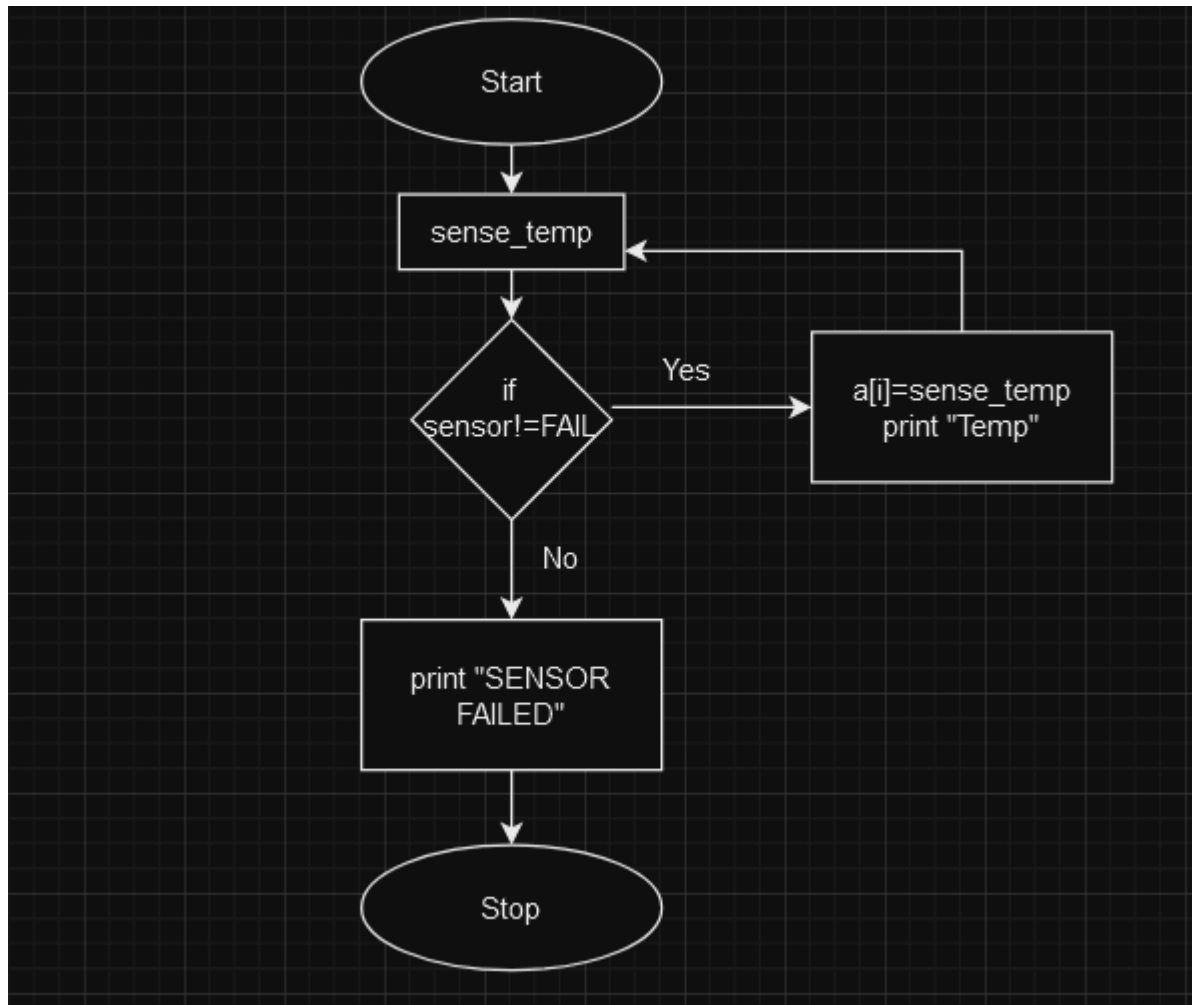 Start
sense_temp
if
sensor!=FAIL
Yes
a[i]=sense_temp
print "Temp"
No
print "SENSOR
FAILED"
Stop